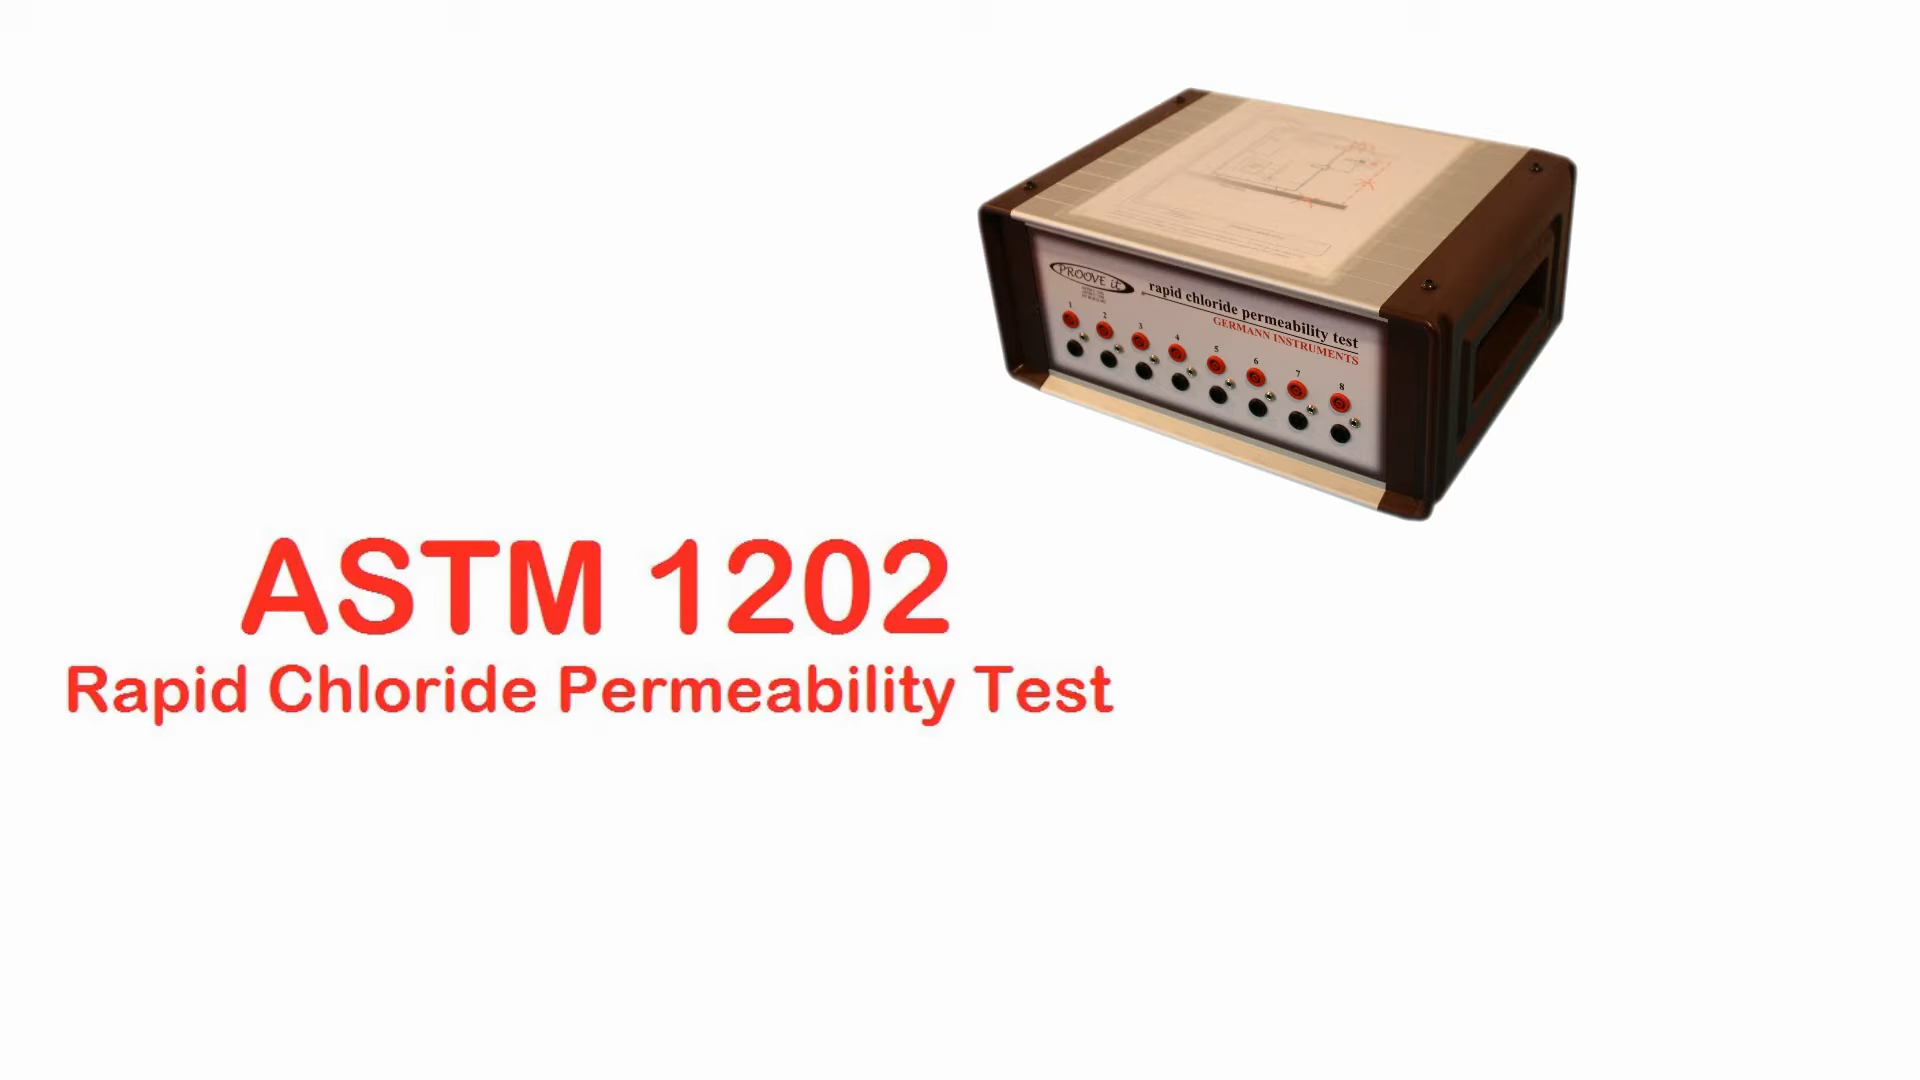 PROOVE it
rapid chloride permeability test
GERMANN INSTRUMENTS
1 2 3 4 5 6 7 8
ASTM 1202
Rapid Chloride Permeability Test